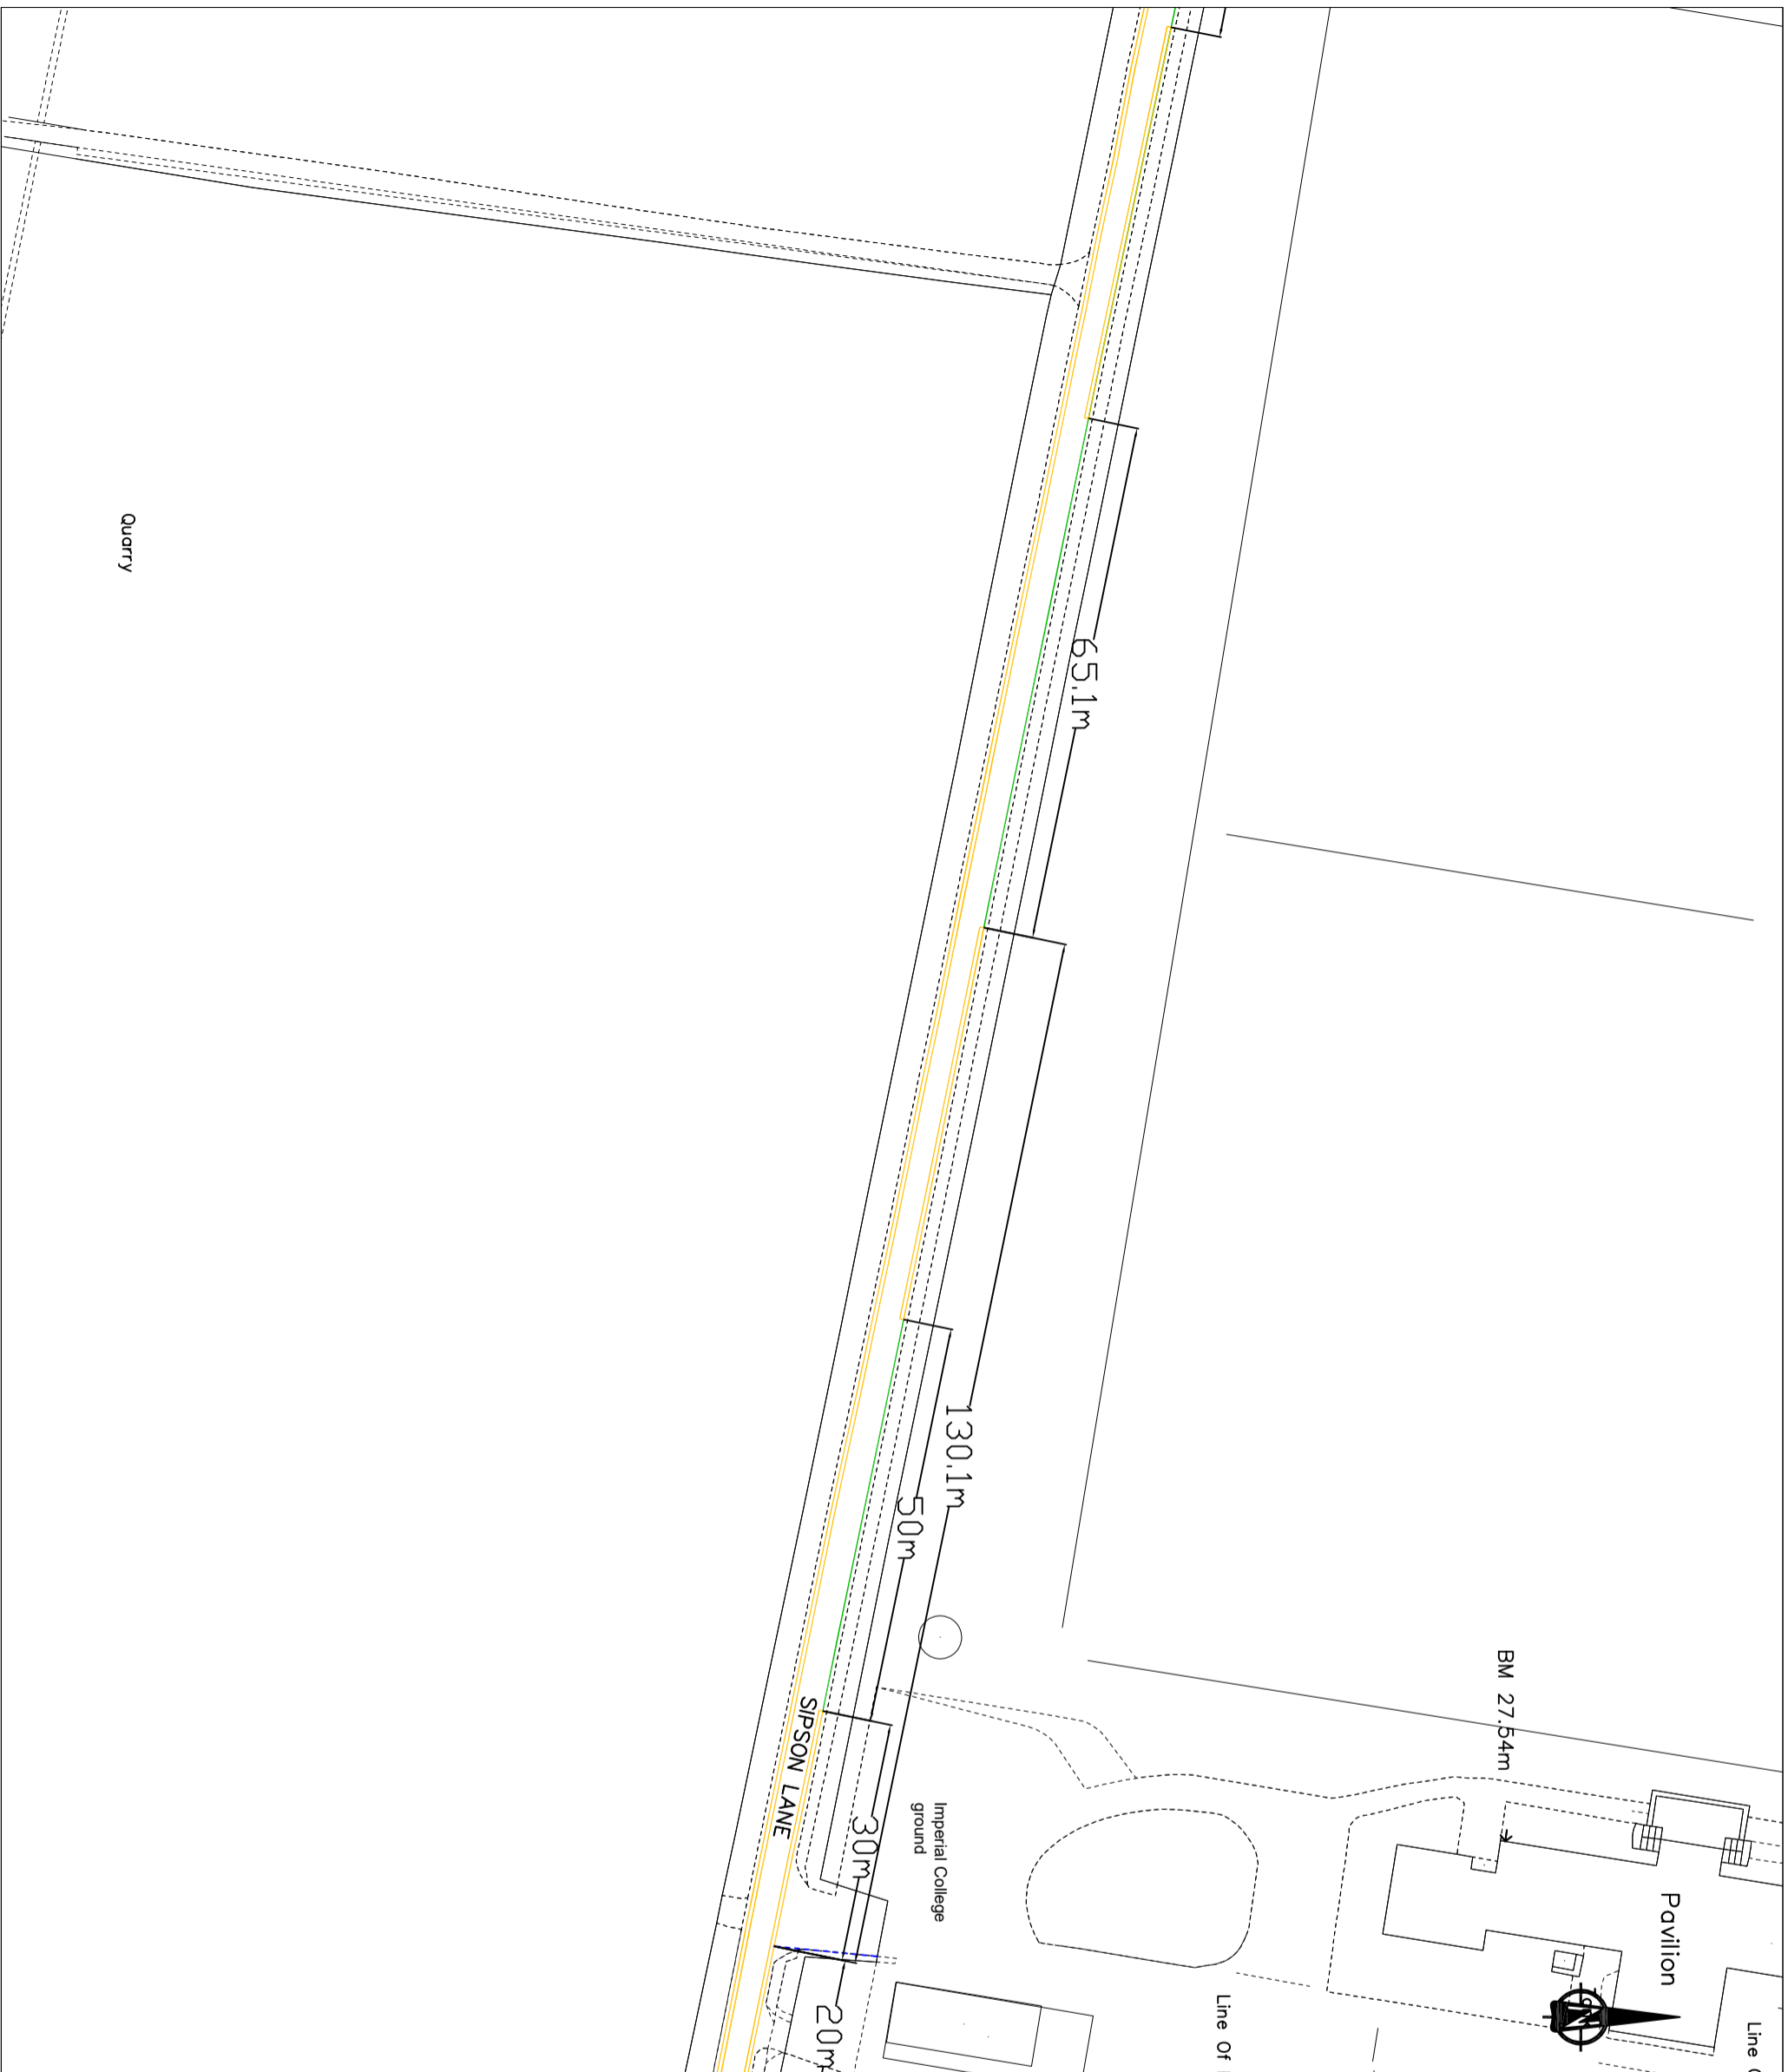 Quarry
65.1m
130.1m
50m
SIPSON LANE
30m
Imperial College
ground
20m
BM 27.54m
Pavilion
Line Of
Line
N